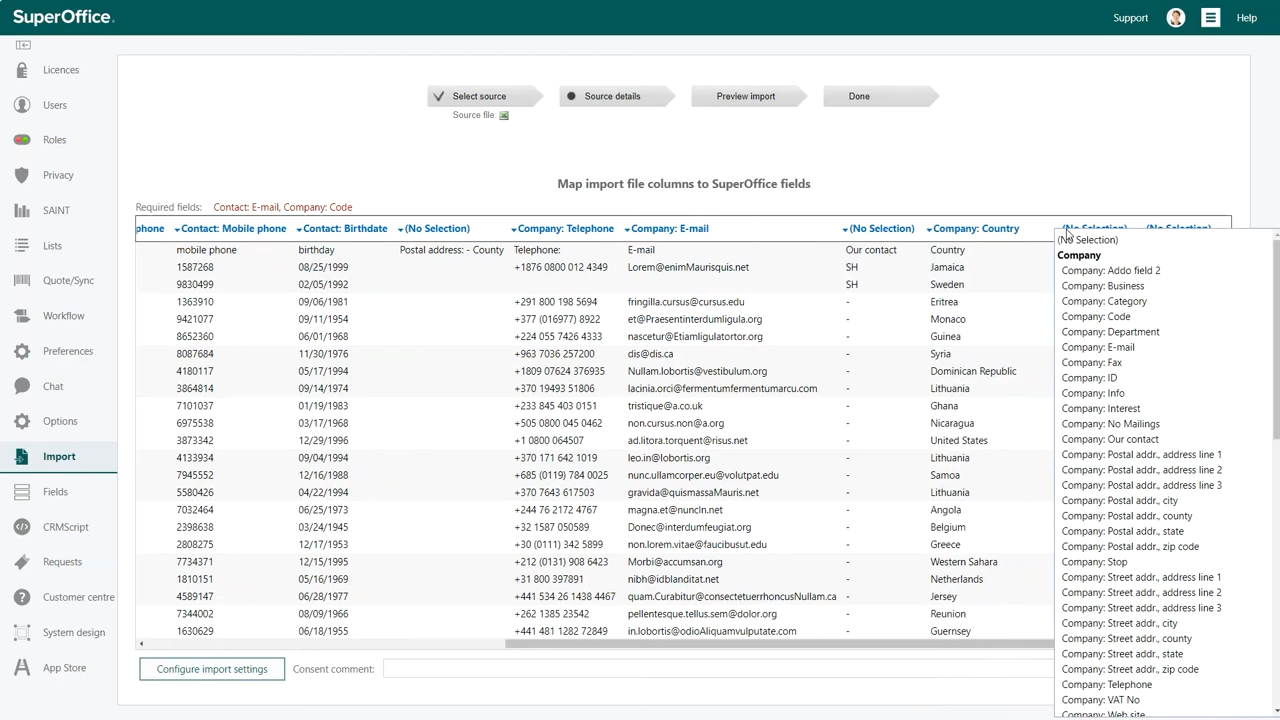 SuperOffice.
Support
Help
Licences
Users
Roles
Privacy
SAINT
Lists
Quote/Sync
Workflow
Preferences
Chat
Options
Import
Fields
CRMScript
Requests
Customer centre
System design
App Store
Select source
Source details
Preview import
Done
Source file:
Map import file columns to SuperOffice fields
Required fields: Contact: E-mail, Company: Code
phone Contact: Mobile phone Contact: Birthdate (No Selection) Company: Telephone Company: E-mail (No Selection) Company: Country (No Selection) (No Selection)
mobile phone birthday Postal address: - County Telephone: E-mail Our contact Country
1587268 08/25/1999 +1876 0800 012 4349 Lorem@enimMaurisquis.net SH Jamaica
9830499 02/05/1992 SH Sweden
1363910 09/06/1981 +291 800 198 5694 fringilla.cursus@cursus.edu - Eritrea
9421077 09/11/1954 +377 (016977) 8922 et@Praesentinterdumligula.org - Monaco
8652360 06/01/1968 +224 055 7426 4333 nascetur@Etiamligulatortor.org - Guinea
8087684 11/30/1976 +963 7036 257200 dis@dis.ca - Syria
4180117 05/17/1994 +1809 07624 376935 Nullam.lobortis@vestibulum.org - Dominican Republic
3864814 09/14/1974 +370 19493 51806 lacinia.orci@fermentumfermentumarcu.com - Lithuania
7101037 01/19/1983 +233 845 403 0151 tristique@a.co.uk - Ghana
6975538 03/17/1968 +505 0800 045 0462 non.cursus.non@a.org - Nicaragua
3873342 12/29/1996 +1 0800 064507 ad.litora.torquent@risus.net - United States
4133934 09/04/1994 +370 171 642 1019 leo.in@lobortis.org - Lithuania
7945552 12/16/1988 +685 (0119) 784 0025 nunc.ullamcorper.eu@volutpat.edu - Samoa
5580426 04/22/1994 +370 7643 617503 gravida@quismassaMauris.net - Lithuania
7032464 06/25/1973 +244 76 2172 4767 magna.et@nuncIn.net - Angola
2398638 03/24/1945 +32 1587 050589 Donec@interdumfeugiat.org - Belgium
2808275 12/17/1953 +30 (0111) 342 5899 non.lorem.vitae@faucibusut.edu - Greece
7734371 12/15/1995 +212 (0131) 908 6423 Morbi@accumsan.org - Western Sahara
1810151 05/16/1969 +31 800 397891 nibh@idblanditat.net - Netherlands
4589147 06/28/1977 +441 534 26 1438 4467 quam.Curabitur@consectetuerrhoncusNullam.ca - Jersey
7344002 08/09/1966 +262 1385 23542 pellentesque.tellus.sem@dolor.org - Reunion
1630629 06/18/1955 +441 481 1282 72849 in.lobortis@odioAliquamvulputate.com - Guernsey
Configure import settings
Consent comment:
(No Selection)
Company
Company: Addo field 2
Company: Business
Company: Category
Company: Code
Company: Department
Company: E-mail
Company: Fax
Company: ID
Company: Info
Company: Interest
Company: No Mailings
Company: Our contact
Company: Postal addr., address line 1
Company: Postal addr., address line 2
Company: Postal addr., address line 3
Company: Postal addr., city
Company: Postal addr., county
Company: Postal addr., state
Company: Postal addr., zip code
Company: Stop
Company: Street addr., address line 1
Company: Street addr., address line 2
Company: Street addr., address line 3
Company: Street addr., city
Company: Street addr., county
Company: Street addr., state
Company: Street addr., zip code
Company: Telephone
Company: VAT No
Company: Web site